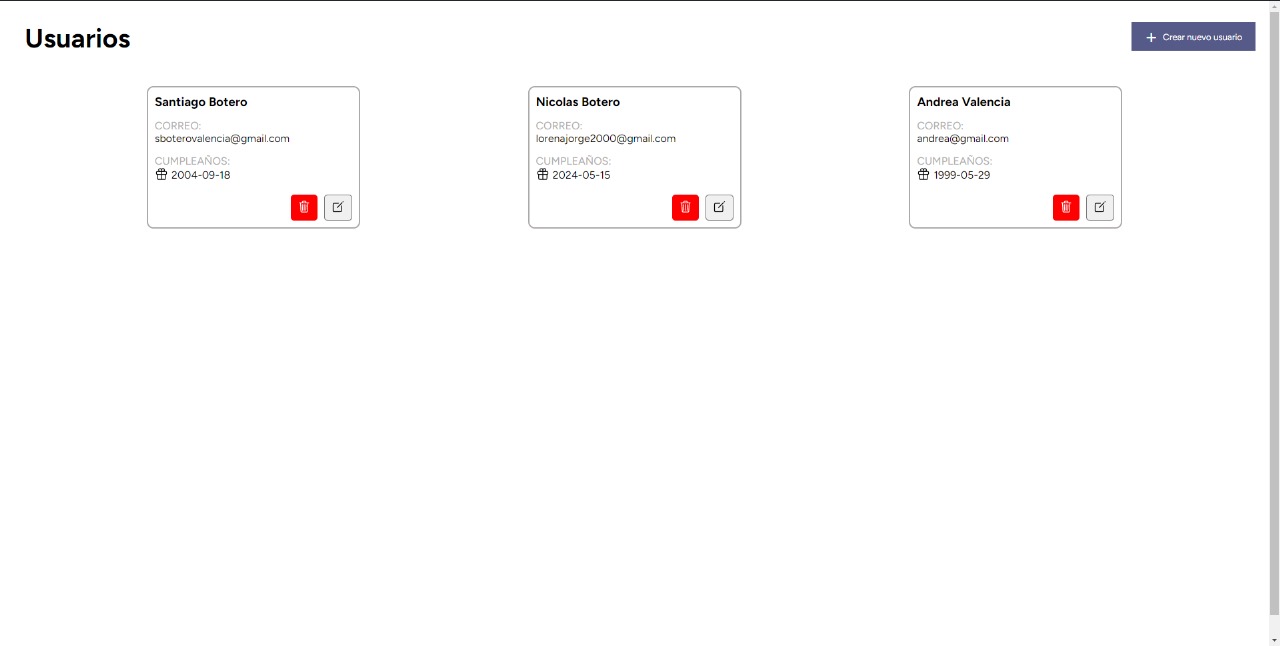 Usuarios
Crear nuevo usuario
Santiago Botero
CORREO:
sboterovalencia@gmail.com
CUMPLEAÑOS:
2004-09-18
Nicolas Botero
CORREO:
lorenajorge2000@gmail.com
CUMPLEAÑOS:
2024-05-15
Andrea Valencia
CORREO:
andrea@gmail.com
CUMPLEAÑOS:
1999-05-29